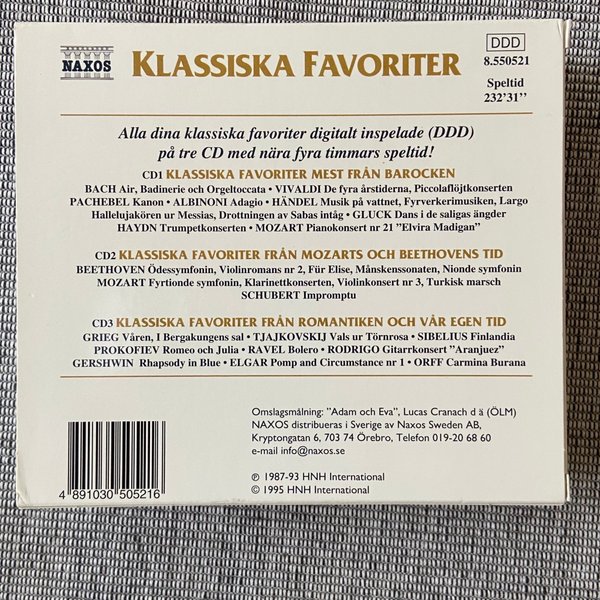 NAXOS
KLASSISKA FAVORITER
DDD
8.550521
Speltid
232'31''
Alla dina klassiska favoriter digitalt inspelade (DDD)
på tre CD med nära fyra timmars speltid!
CD1 KLASSISKA FAVORITER MEST FRÅN BAROCKEN
BACH Air, Badinerie och Orgeltoccata • VIVALDI De fyra årstiderna, Piccolaflöjtkonserten
PACHEBEL Kanon • ALBINONI Adagio • HÄNDEL Musik på vattnet, Fyrverkerimusiken, Largo
Hallelujakören ur Messias, Drottningen av Sabas intåg • GLUCK Dans i de saligas ängder
HAYDN Trumpetkonserten • MOZART Pianokonsert nr 21 "Elvira Madigan"
CD2 KLASSISKA FAVORITER FRÅN MOZARTS OCH BEETHOVENS TID
BEETHOVEN Ödessymfonin, Violinromans nr 2, Für Elise, Månskenssonaten, Nionde symfonin
MOZART Fyrtionde symfonin, Klarinettkonserten, Violinkonsert nr 3, Turkisk marsch
SCHUBERT Impromptu
CD3 KLASSISKA FAVORITER FRÅN ROMANTIKEN OCH VÅR EGEN TID
GRIEG Våren, I Bergakungens sal • TJAJKOVSKIJ Vals ur Törnrosa • SIBELIUS Finlandia
PROKOFIEV Romeo och Julia • RAVEL Bolero • RODRIGO Gitarrkonsert "Aranjuez"
GERSHWIN Rhapsody in Blue • ELGAR Pomp and Circumstance nr 1 • ORFF Carmina Burana
Omslagsmålning: "Adam och Eva", Lucas Cranach d ä (ÖLM)
NAXOS distribueras i Sverige av Naxos Sweden AB,
Kryptongatan 6, 703 74 Örebro, Telefon 019-20 68 60
e-mail info@naxos.se
℗ 1987-93 HNH International
© 1995 HNH International
4 891030 505216